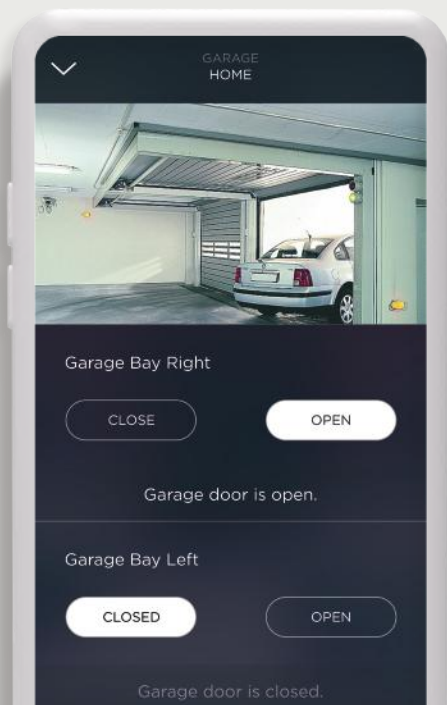 GARAGE
HOME
Garage Bay Right
CLOSE
OPEN
Garage door is open.
Garage Bay Left
CLOSED
OPEN
Garage door is closed.